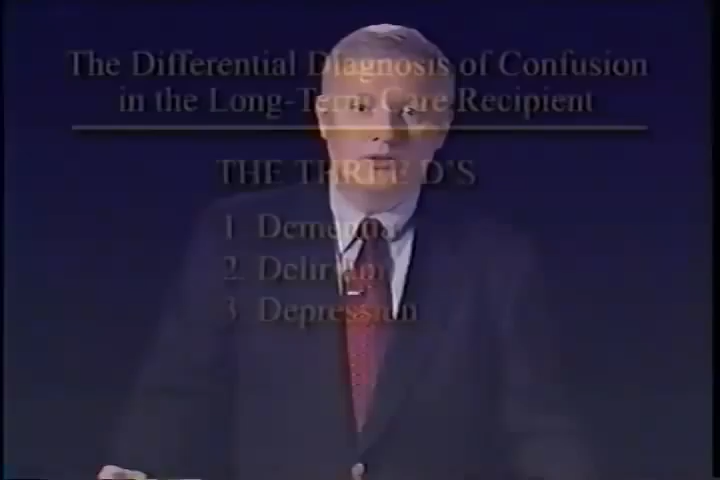 The Differential Diagnosis of Confusion
in the Long-Term Care Recipient
THE THREE D'S
1. Dementia
2. Delirium
3. Depression